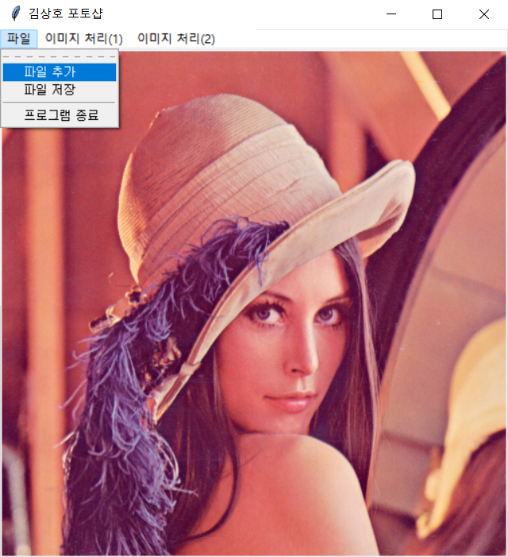 김상호 포토샵
파일 이미지 처리(1) 이미지 처리(2)
파일 추가
파일 저장
프로그램 종료